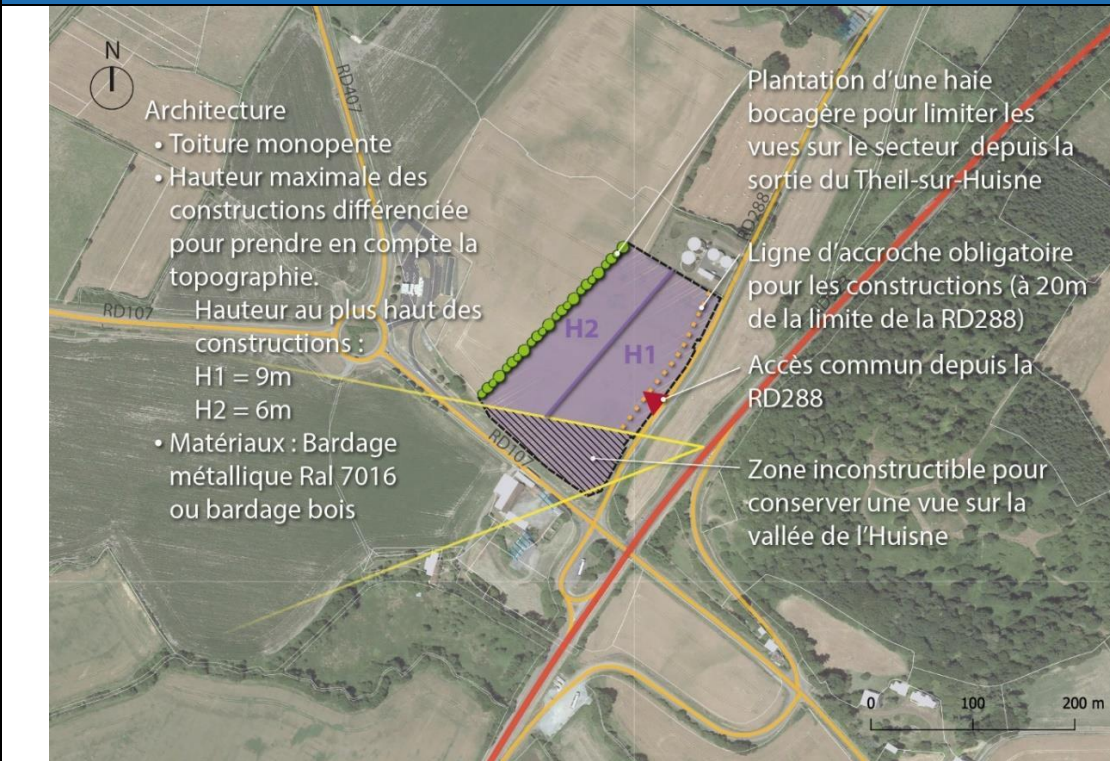 N
Architecture
• Toiture monopente
• Hauteur maximale des
constructions différenciée
pour prendre en compte la
topographie.
Hauteur au plus haut des
constructions :
H1 = 9m
H2 = 6m
• Matériaux : Bardage
métallique Ral 7016
ou bardage bois
Plantation d'une haie
bocagère pour limiter les
vues sur le secteur depuis la
sortie du Theil-sur-Huisne
Ligne d'accroche obligatoire
pour les constructions (à 20m
de la limite de la RD288)
Accès commun depuis la
RD288
Zone inconstructible pour
conserver une vue sur la
vallée de l'Huisne
RD407
RD107
RD288
H2
H1
RD107
0 100 200 m